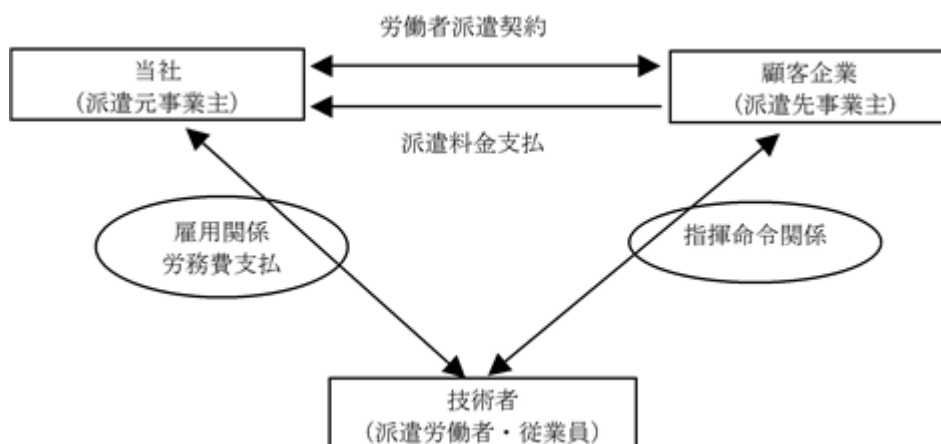 労働者派遣契約
当社
(派遣元事業主)
顧客企業
(派遣先事業主)
派遣料金支払
雇用関係
労務費支払
指揮命令関係
技術者
(派遣労働者・従業員)